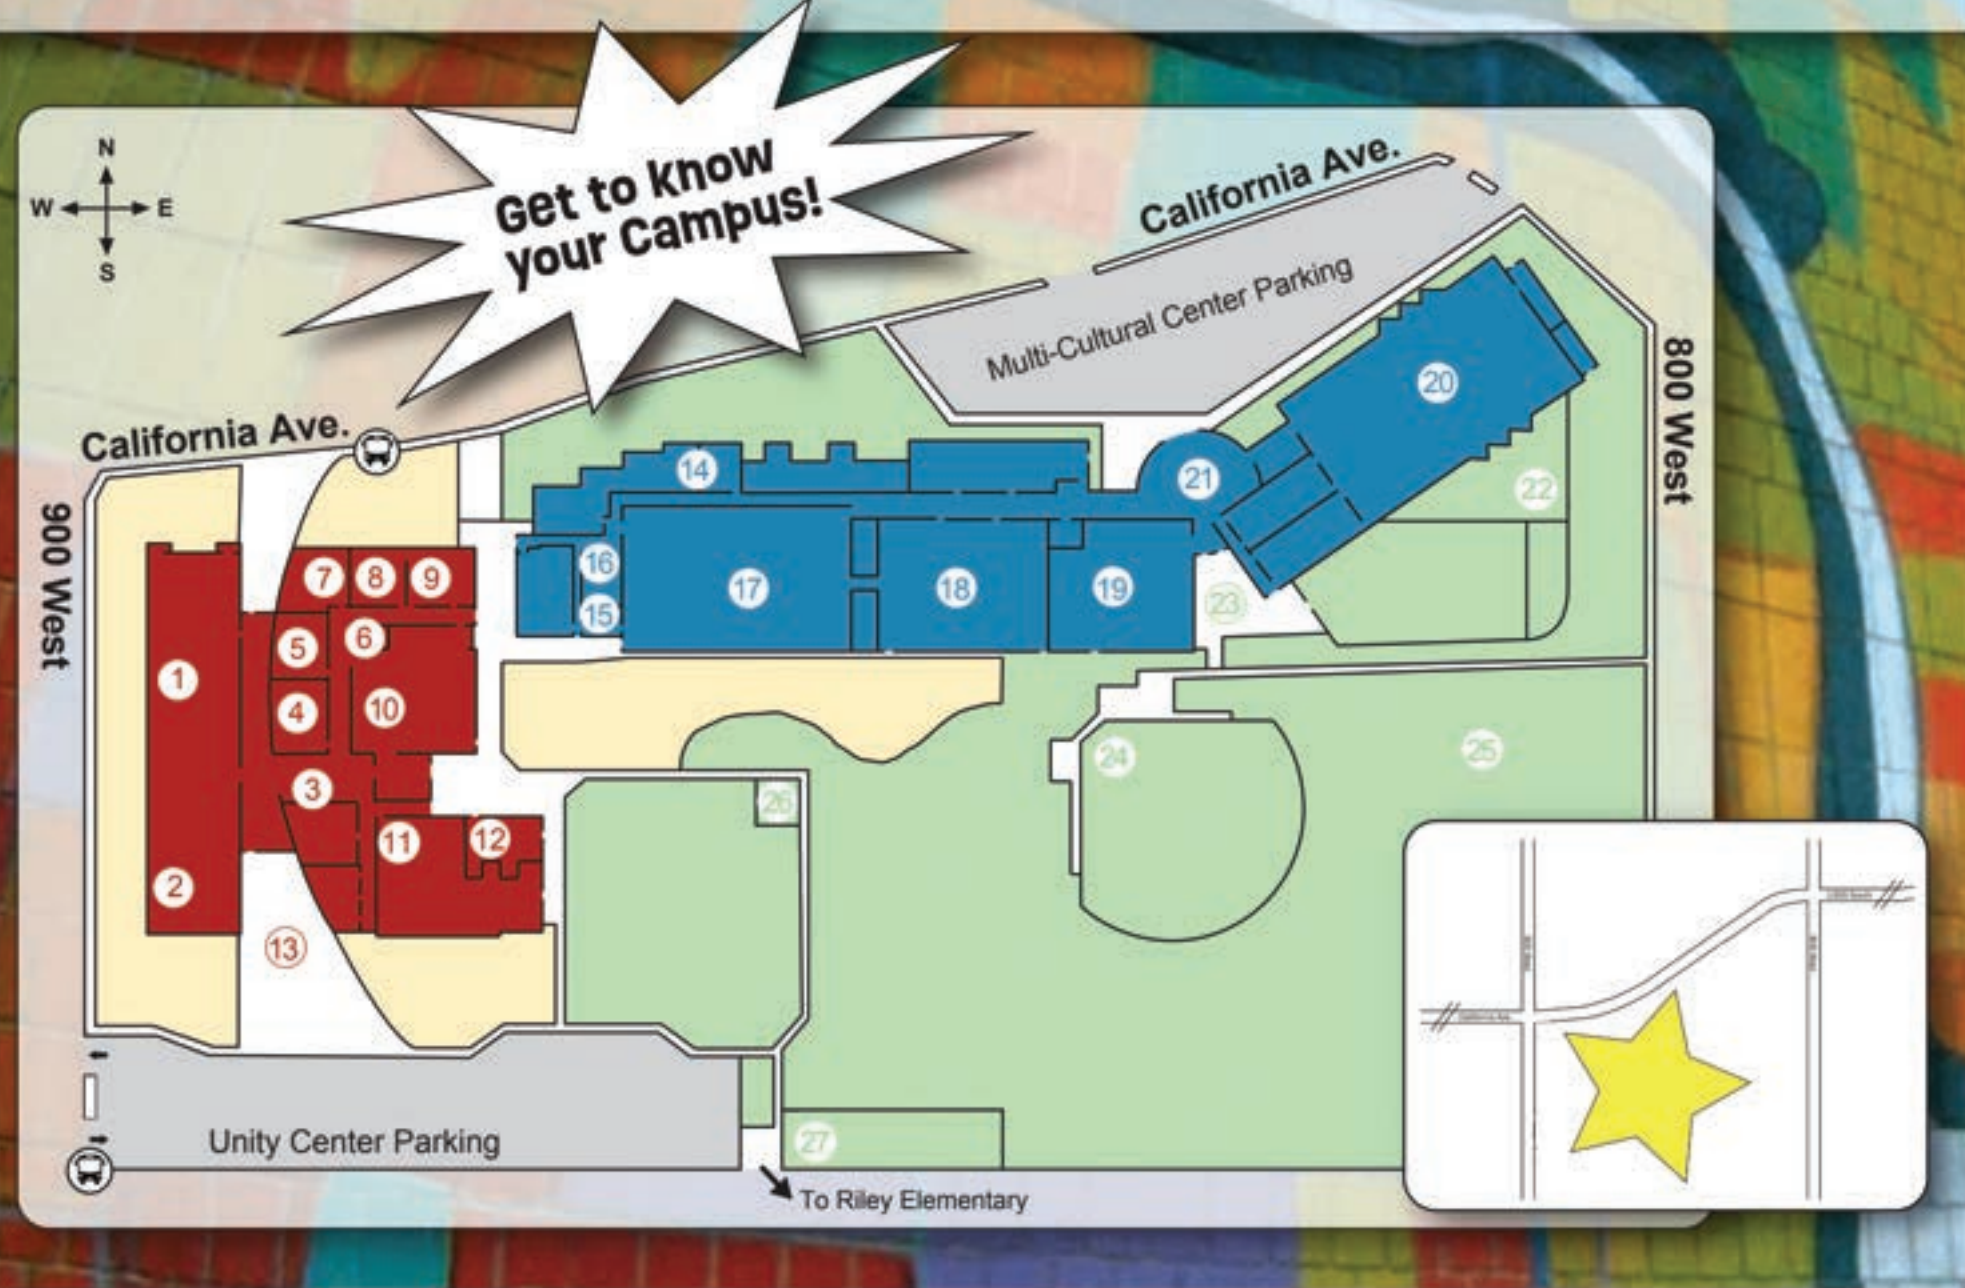 N
W E
S
Get to know
your Campus!
California Ave.
Multi-Cultural Center Parking
California Ave.
900 West
800 West
1
2
3
4
5
6
7
8
9
10
11
12
13
14
15
16
17
18
19
20
21
22
23
24
25
26
27
Unity Center Parking
To Riley Elementary
California Ave.